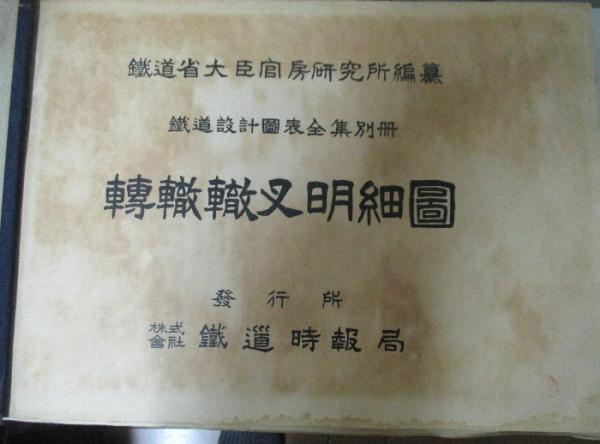 鐵道省大臣官房研究所編纂
鐵道設計圖表全集別冊
轉轍轍叉明細圖
發行所
株式會社 鐵道時報局